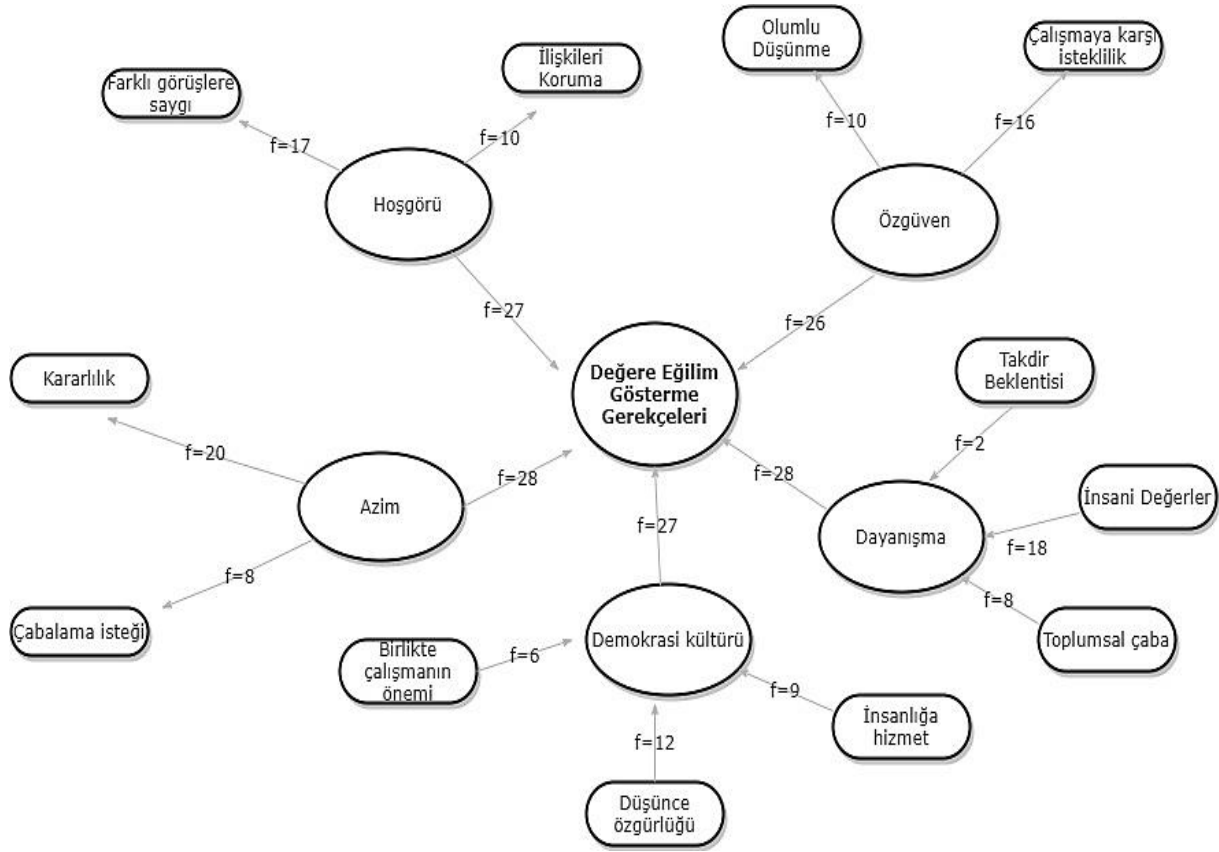 Farklı görüşlere
saygı
f=17
İlişkileri
Koruma
f=10
Hoşgörü
f=27
Olumlu
Düşünme
f=10
Çalışmaya karşı
isteklilik
f=16
Özgüven
f=26
Değere Eğilim
Gösterme
Gerekçeleri
Kararlılık
f=20
Azim
f=28
f=8
Çabalama isteği
Takdir
Beklentisi
f=2
f=28
Dayanışma
İnsani Değerler
f=18
f=8
Toplumsal çaba
f=27
Demokrasi kültürü
Birlikte
çalışmanın
önemi
f=6
f=9
İnsanlığa
hizmet
f=12
Düşünce
özgürlüğü